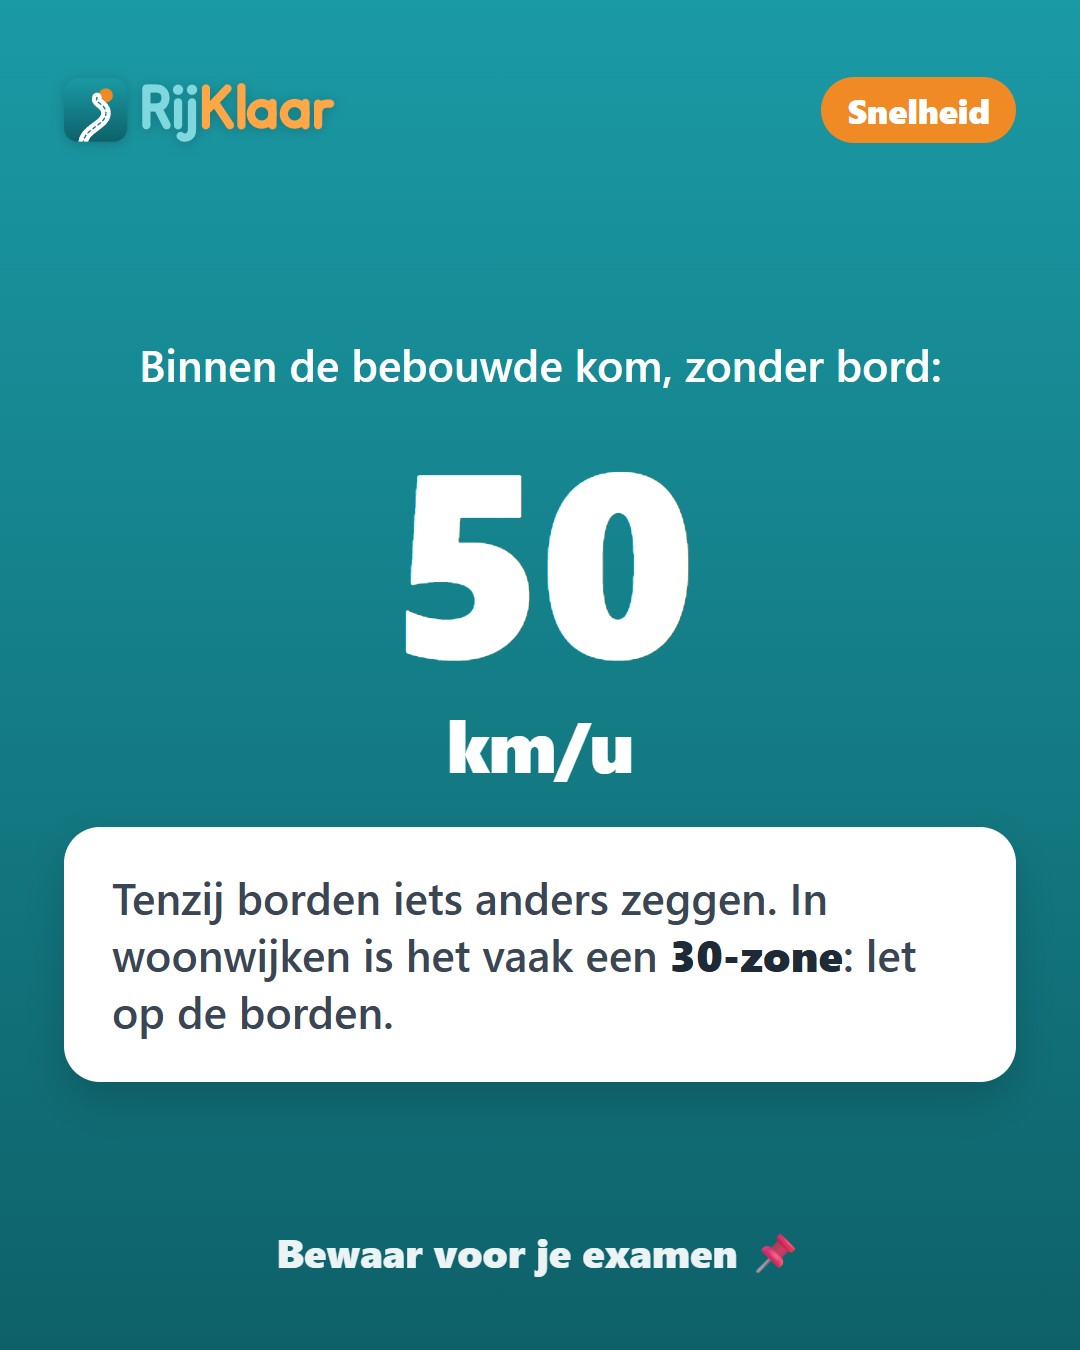 RijKlaar
Snelheid
Binnen de bebouwde kom, zonder bord:
50
km/u
Tenzij borden iets anders zeggen. In
woonwijken is het vaak een 30-zone: let
op de borden.
Bewaar voor je examen 📌